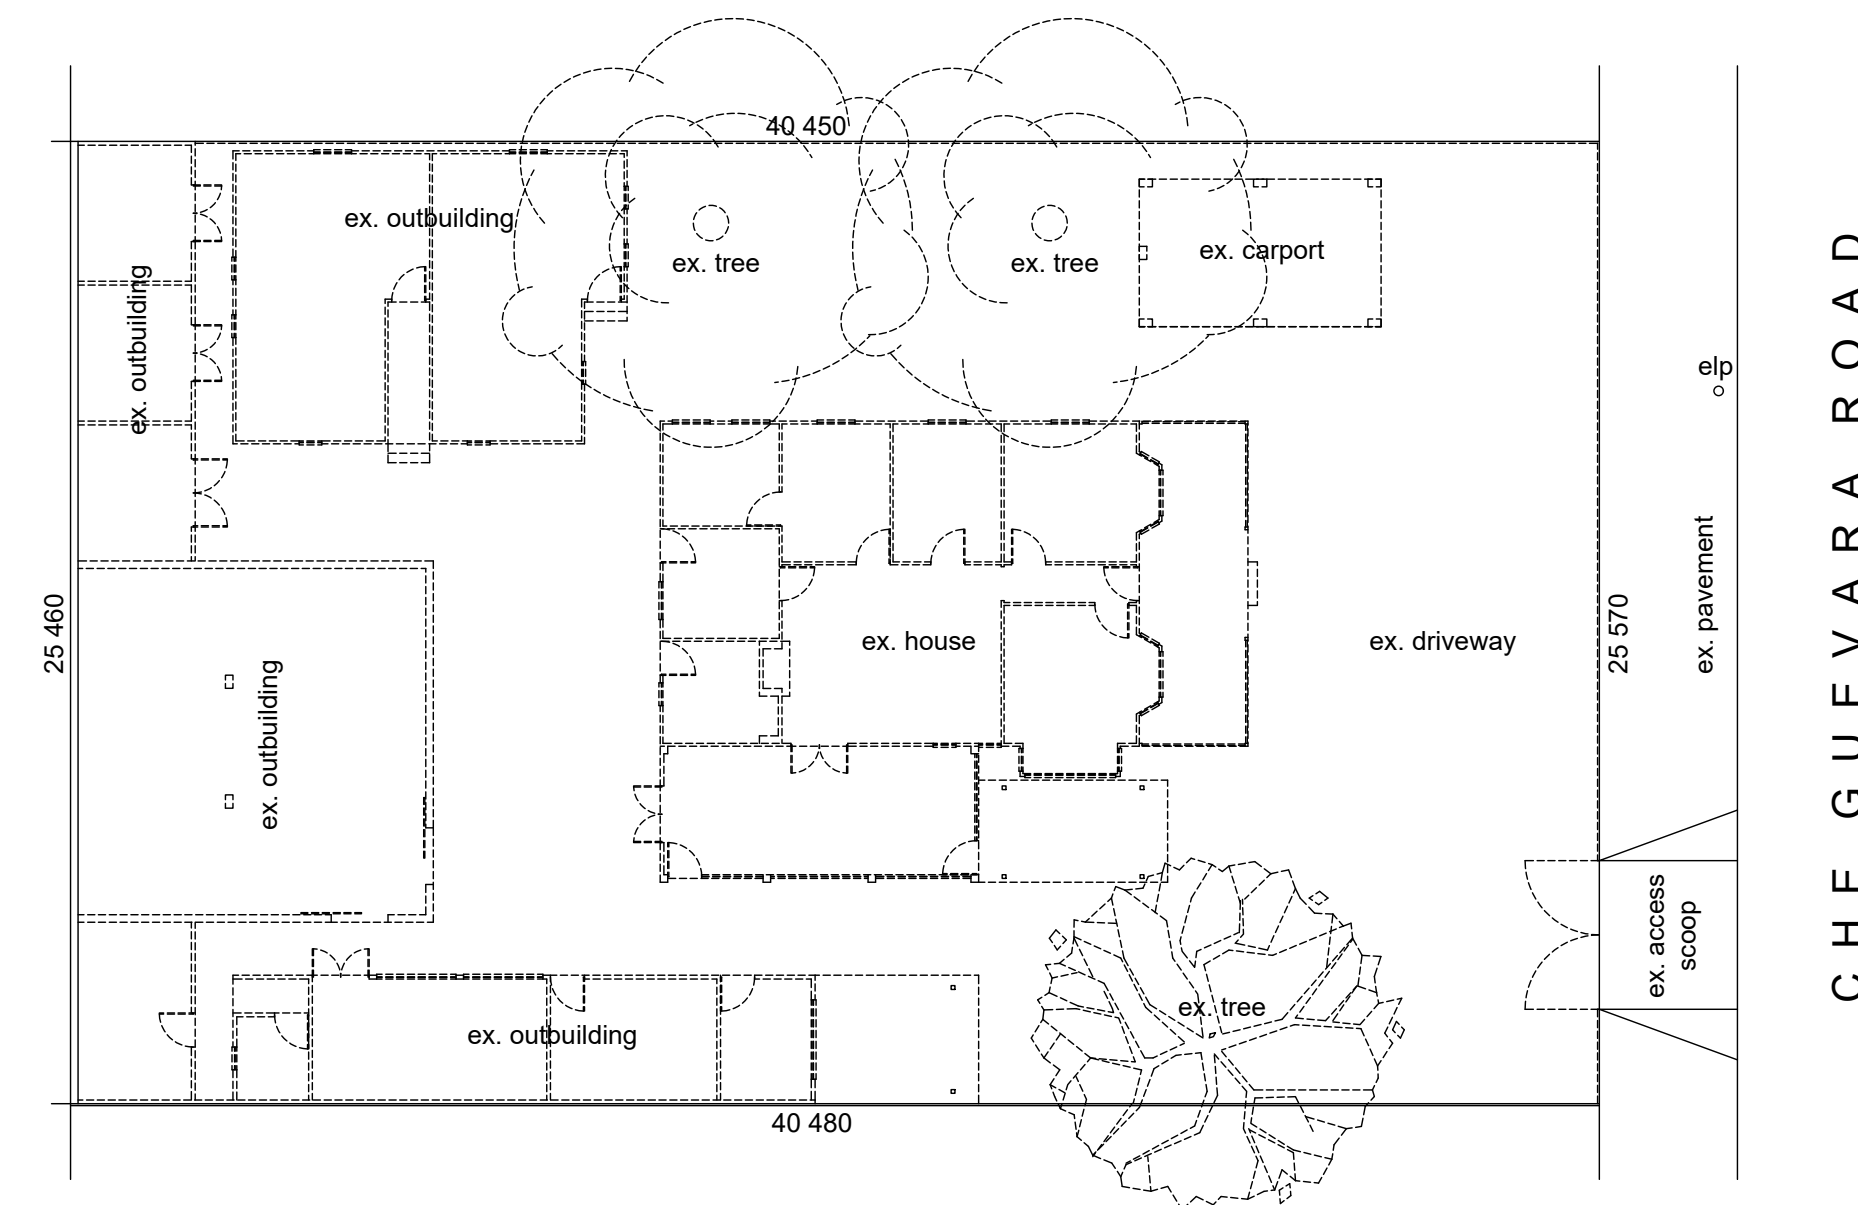 40 450
ex. outbuilding
ex. tree
ex. tree
ex. carport
ex. outbuilding
elp
ex. pavement
25 460
ex. house
ex. driveway
25 570
ex. outbuilding
ex. access
scoop
ex. tree
ex. outbuilding
40 480
CHE GUEVARA ROAD